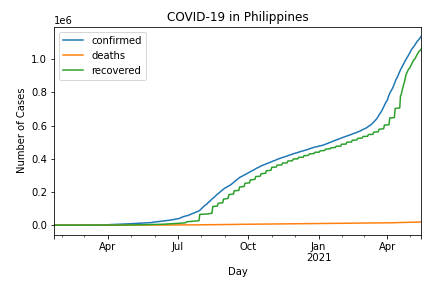 COVID-19 in Philippines
1e6
confirmed
deaths
recovered
Number of Cases
1.0
0.8
0.6
0.4
0.2
0.0
Apr Jul Oct Jan Apr
2021
Day